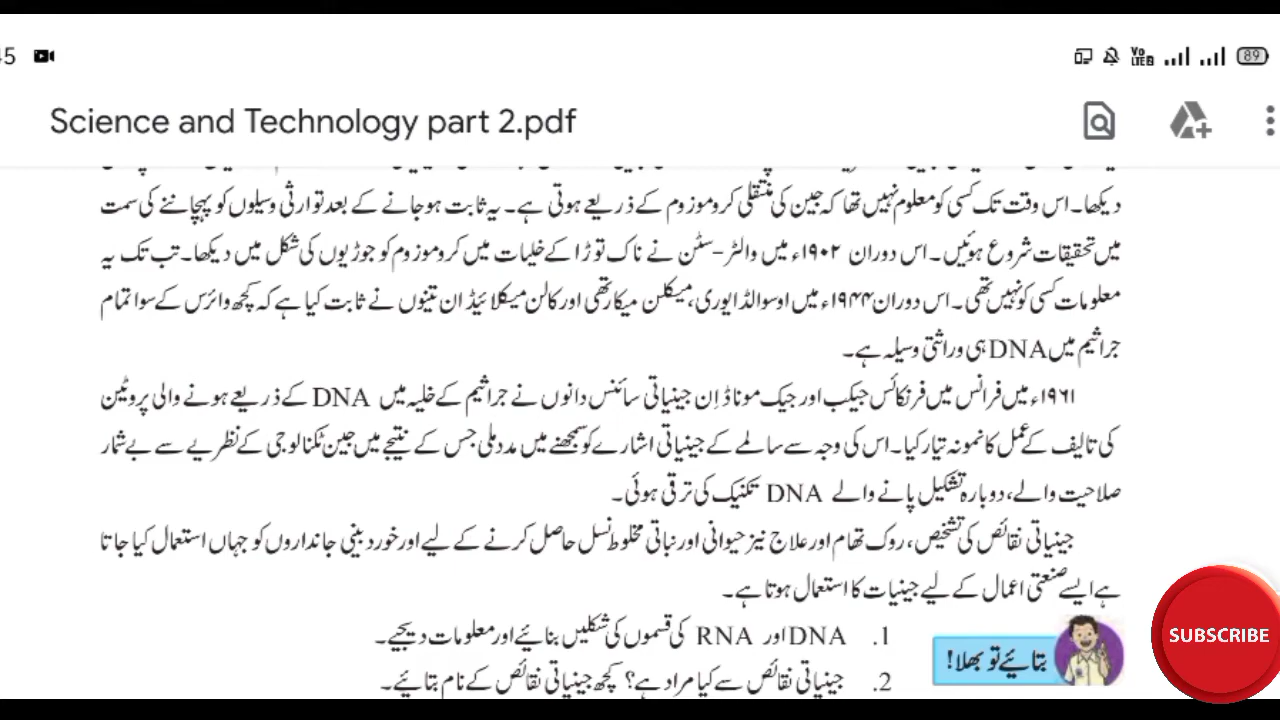 45
Vo LTE 2
89
Science and Technology part 2.pdf
دیکھا۔ اس وقت تک کسی کو معلوم نہیں تھا کہ جین کی منتقلی کروموزوم کے ذریعے ہوتی ہے۔ یہ ثابت ہوجانے کے بعد توارثی وسیلوں کو پہچاننے کی سمت
میں تحقیقات شروع ہوئیں۔ اس دوران ۱۹۰۲ء میں والٹر-سٹن نے ناک توڑا کے خلیات میں کروموزوم کو جوڑیوں کی شکل میں دیکھا۔ تب تک یہ
معلومات کسی کو نہیں تھی۔ اس دوران ۱۹۴۴ء میں اوسوالڈ ایوری، میکلن میکارتھی اور کالن میکلائیڈ ان تینوں نے ثابت کیا ہے کہ کچھ وائرس کے سوا تمام
جراثیم میں DNA ہی وراثتی وسیلہ ہے۔
۱۹۶۱ء میں فرانس میں فرنکائس جیکب اور جیک موناڈ اِن جینیاتی سائنس دانوں نے جراثیم کے خلیہ میں DNA کے ذریعے ہونے والی پروٹین
کی تالیف کے عمل کا نمونہ تیار کیا۔ اس کی وجہ سے سالمے کے جینیاتی اشارے کو سمجھنے میں مدد ملی جس کے نتیجے میں جین ٹکنالوجی کے نظریے سے بے شمار
صلاحیت والے، دوبارہ تشکیل پانے والے DNA تکنیک کی ترقی ہوئی۔
جینیاتی نقائص کی تشخیص، روک تھام اور علاج نیز حیوانی اور نباتی مخلوط نسل حاصل کرنے کے لیے اور خوردبینی جانداروں کو جہاں استعمال کیا جاتا
ہے ایسے صنعتی اعمال کے لیے جینیات کا استعمال ہوتا ہے۔
بتائیے تو بھلا!
1. DNA اور RNA کی قسموں کی شکلیں بنائیے اور معلومات دیجیے۔
2. جینیاتی نقائص سے کیا مراد ہے؟ کچھ جینیاتی نقائص کے نام بتائیے۔
SUBSCRIBE